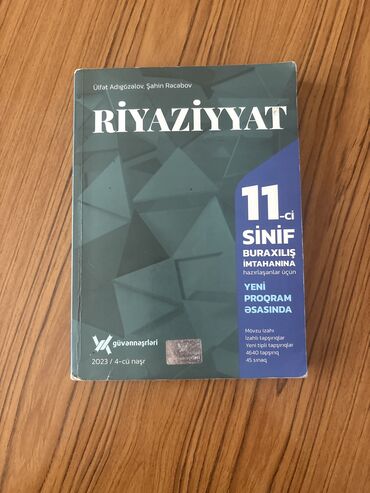 Ülfət Adıgözəlov, Şahin Rəcəbov
RİYAZİYYAT
11-ci
SİNİF
BURAXILIŞ
İMTAHANINA
hazırlaşanlar üçün
YENİ
PROQRAM
ƏSASINDA
Mövzu izahı
İzahlı tapşırıqlar
Yeni tipli tapşırıqlar
4640 tapşırıq
45 sınaq
güvənnəşrləri
2023 / 4-cü nəşr